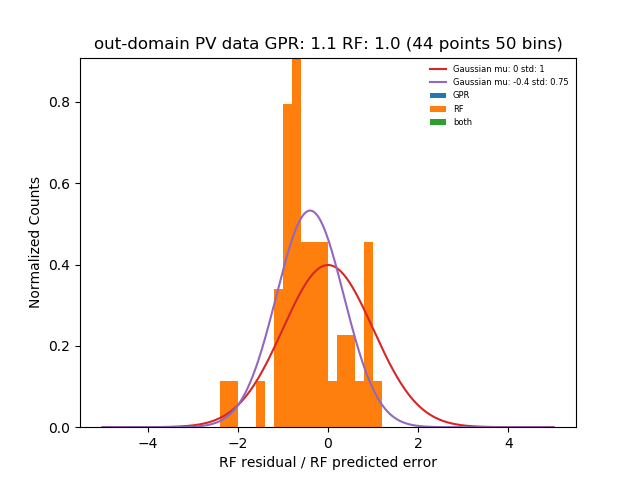 out-domain PV data GPR: 1.1 RF: 1.0 (44 points 50 bins)
Gaussian mu: 0 std: 1
Gaussian mu: -0.4 std: 0.75
GPR
RF
both
0.8
0.6
0.4
0.2
0.0
Normalized Counts
−4 −2 0 2 4
RF residual / RF predicted error